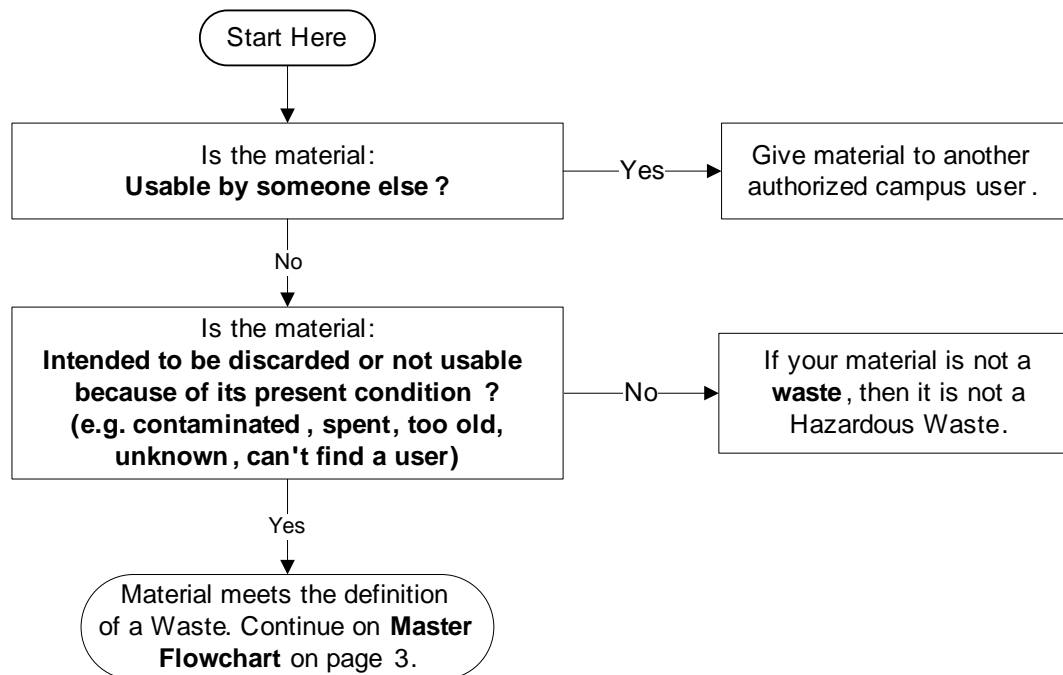 Start Here
Is the material:
Usable by someone else ?
Yes
Give material to another
authorized campus user .
No
Is the material:
Intended to be discarded or not usable
because of its present condition ?
(e.g. contaminated , spent, too old,
unknown , can't find a user)
No
If your material is not a
waste , then it is not a
Hazardous Waste.
Yes
Material meets the definition
of a Waste. Continue on Master
Flowchart on page 3.